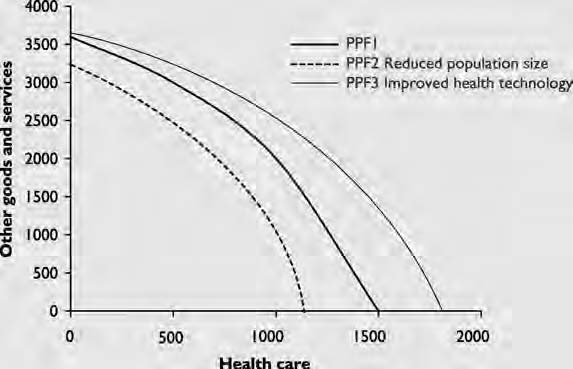 4000
3500
3000
2500
2000
1500
1000
500
0
Other goods and services
PPF1
PPF2 Reduced population size
PPF3 Improved health technology
0
500
1000
1500
2000
Health care